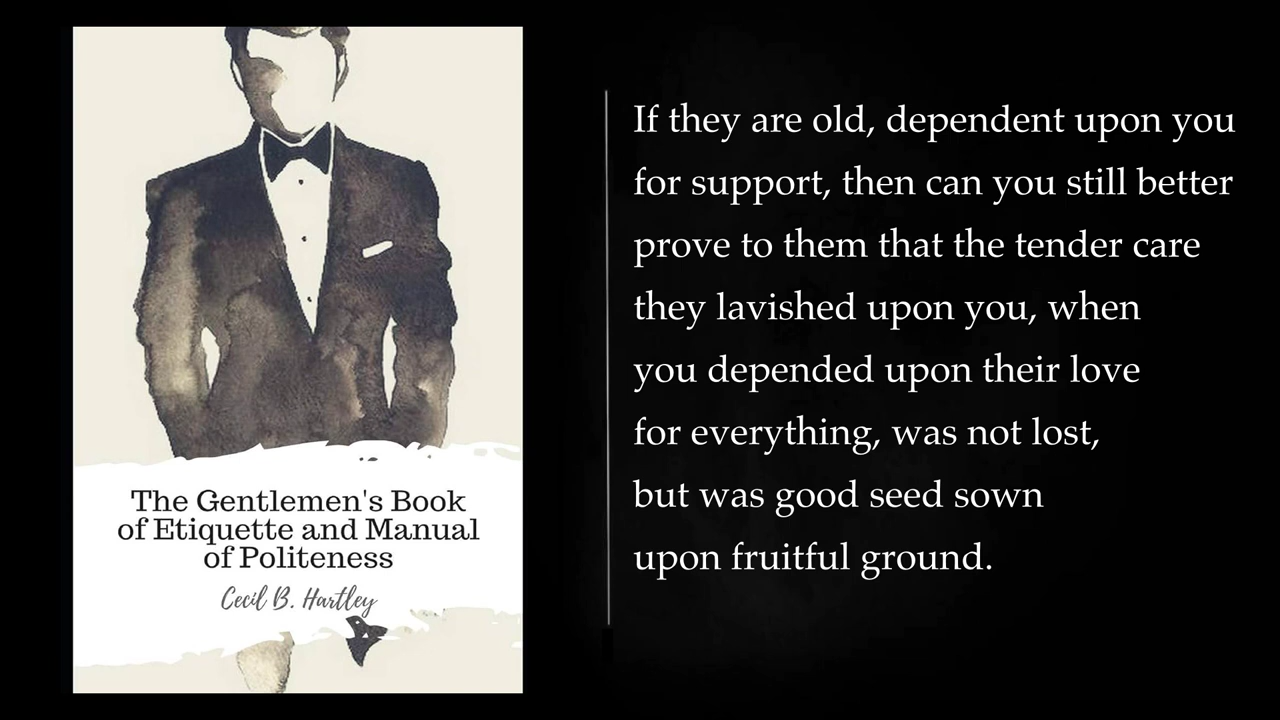 The Gentlemen's Book
of Etiquette and Manual
of Politeness
Cecil B. Hartley
If they are old, dependent upon you
for support, then can you still better
prove to them that the tender care
they lavished upon you, when
you depended upon their love
for everything, was not lost,
but was good seed sown
upon fruitful ground.